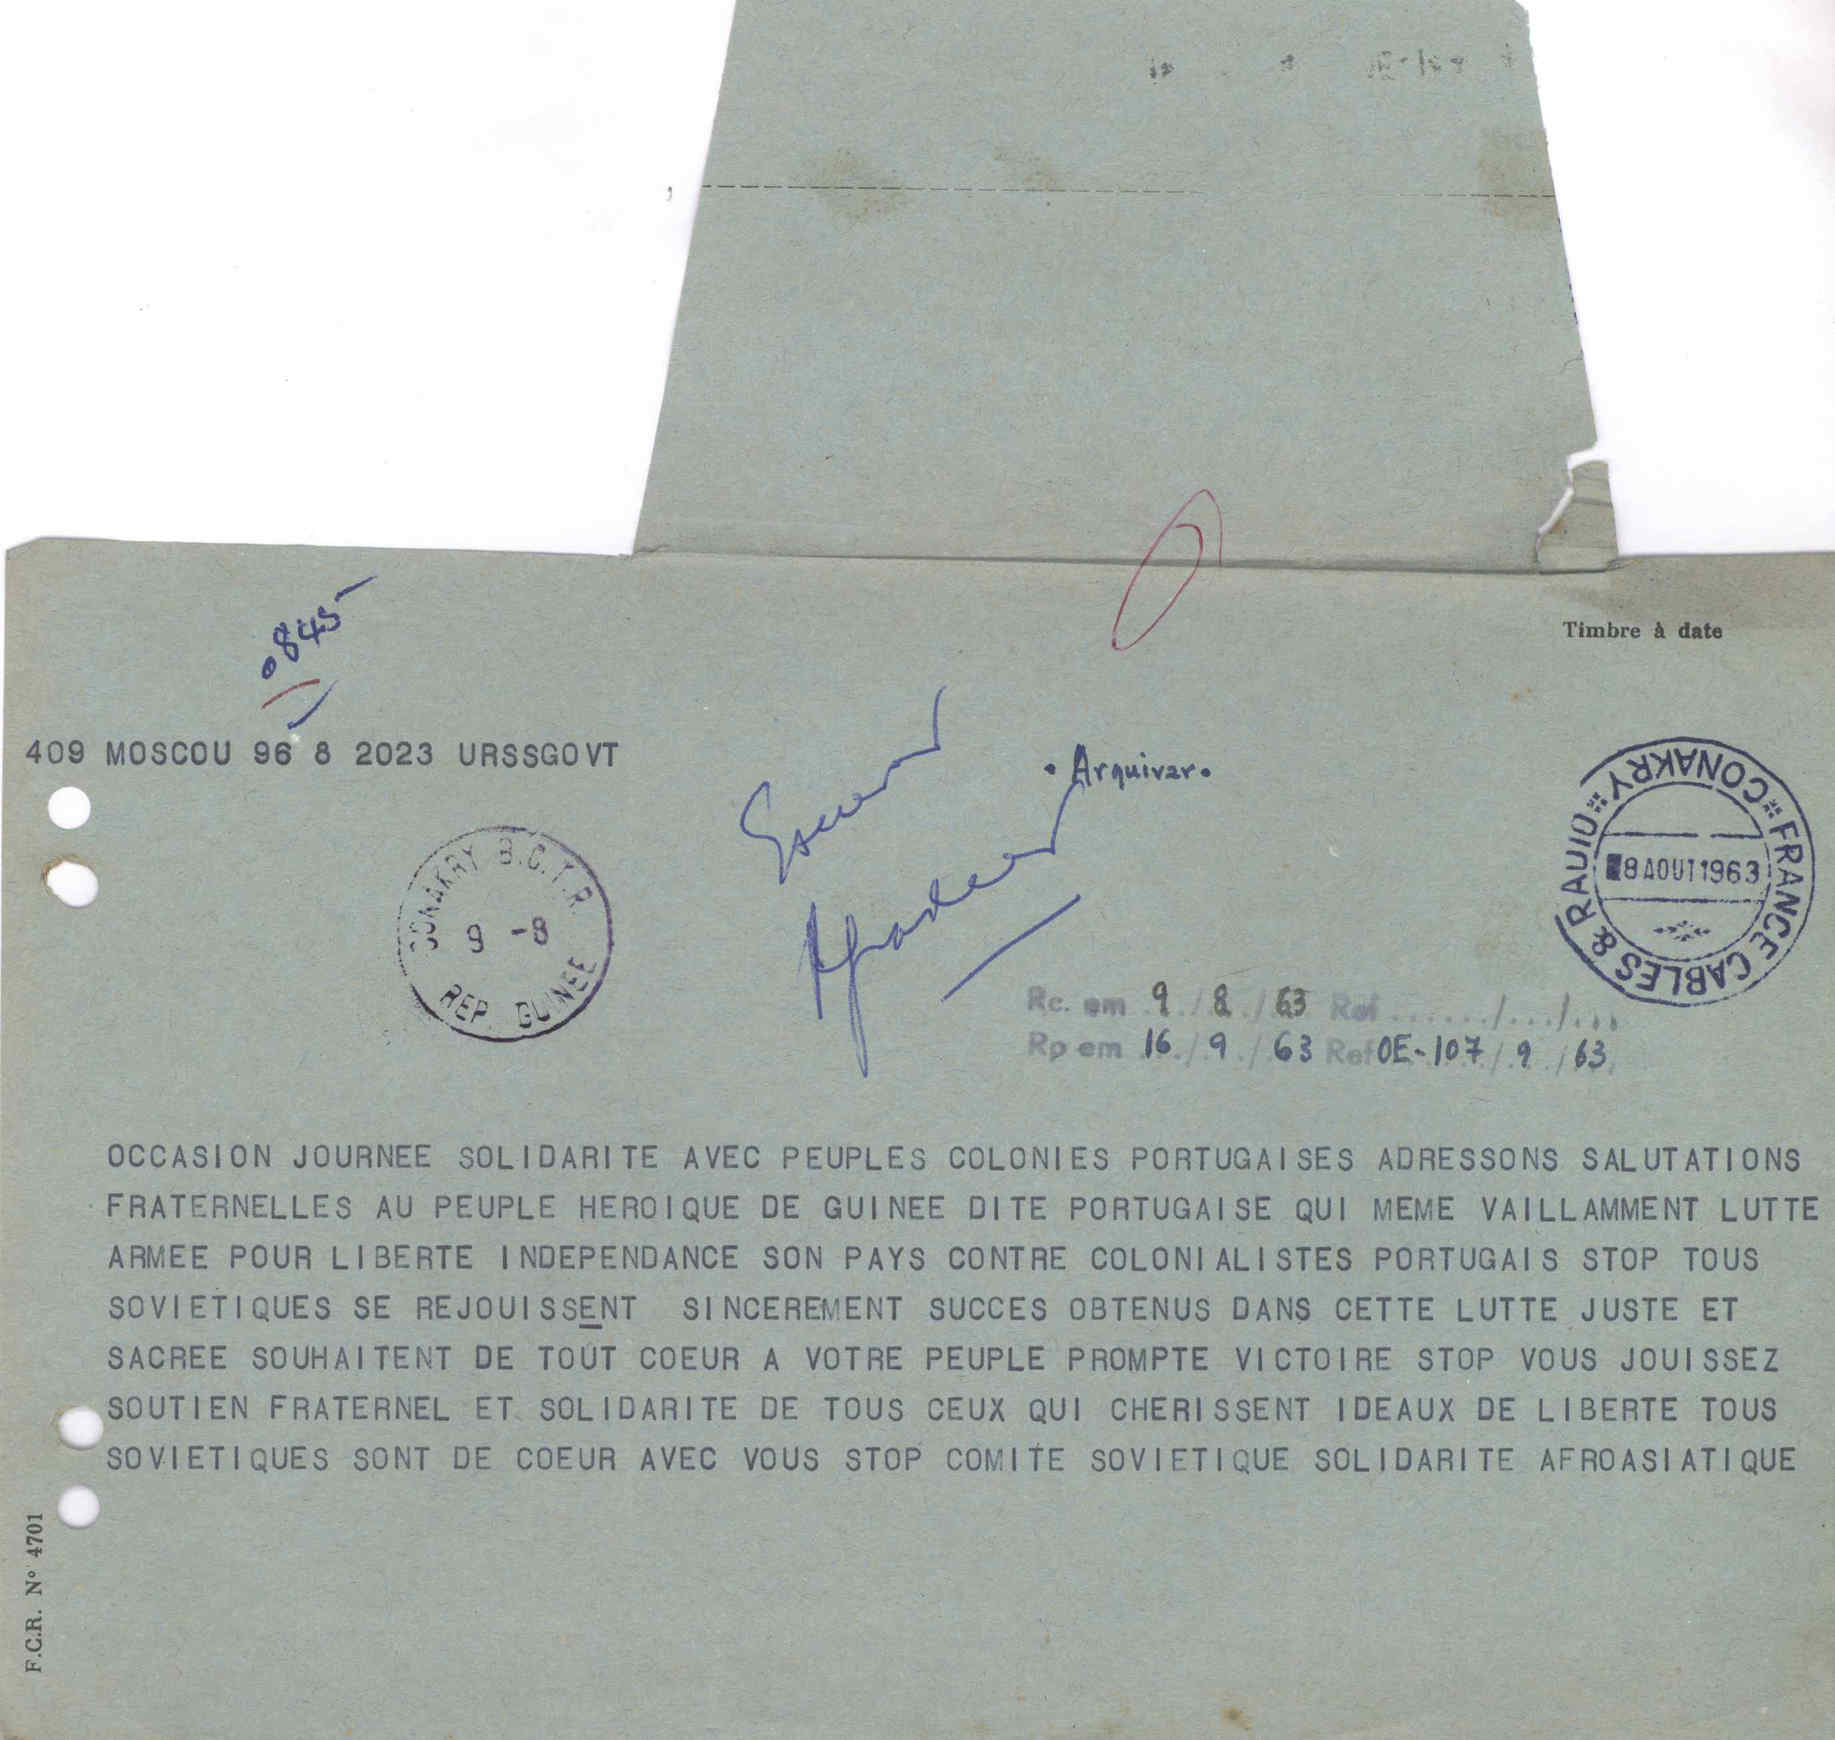 0845
Timbre à date
409 MOSCOU 96 8 2023 URSSGOVT
• Arquivar.
CONAKRY B.C.T.R.
9 -8
REP. GUINEE
FRANCE CABLES & RADIO CONAKRY
8 AOUT 1963
Rc. em 9./8./63 Ref ....../.../...
Rp em 16./9./63 Ref OE-107/.9./63.
OCCASION JOURNEE SOLIDARITE AVEC PEUPLES COLONIES PORTUGAISES ADRESSONS SALUTATIONS
FRATERNELLES AU PEUPLE HEROIQUE DE GUINEE DITE PORTUGAISE QUI MEME VAILLAMMENT LUTTE
ARMEE POUR LIBERTE INDEPENDANCE SON PAYS CONTRE COLONIALISTES PORTUGAIS STOP TOUS
SOVIETIQUES SE REJOUISSENT SINCEREMENT SUCCES OBTENUS DANS CETTE LUTTE JUSTE ET
SACREE SOUHAITENT DE TOUT COEUR A VOTRE PEUPLE PROMPTE VICTOIRE STOP VOUS JOUISSEZ
SOUTIEN FRATERNEL ET SOLIDARITE DE TOUS CEUX QUI CHERISSENT IDEAUX DE LIBERTE TOUS
SOVIETIQUES SONT DE COEUR AVEC VOUS STOP COMITE SOVIETIQUE SOLIDARITE AFROASIATIQUE
F.C.R. N° 4701